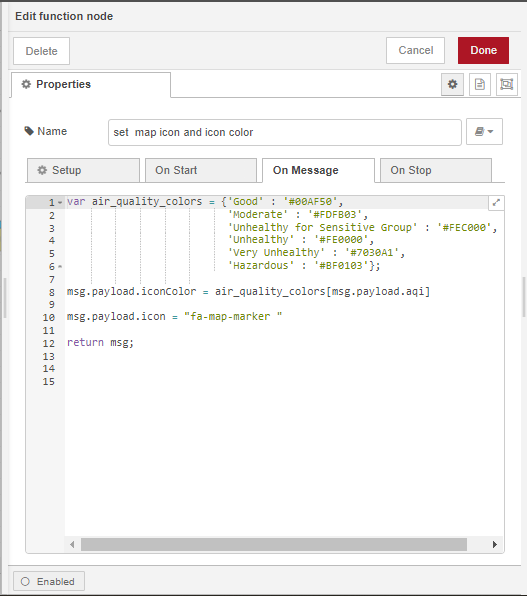 Edit function node
Delete
Cancel
Done
Properties
Name
set  map icon and icon color
Setup
On Start
On Message
On Stop
1 var air_quality_colors = {'Good' : '#00AF50',
2 'Moderate' : '#FDFB03',
3 'Unhealthy for Sensitive Group' : '#FEC000',
4 'Unhealthy' : '#FE0000',
5 'Very Unhealthy' : '#7030A1',
6 'Hazardous' : '#BF0103'};
7
8 msg.payload.iconColor = air_quality_colors[msg.payload.aqi]
9
10 msg.payload.icon = "fa-map-marker "
11
12 return msg;
13
14
15
Enabled